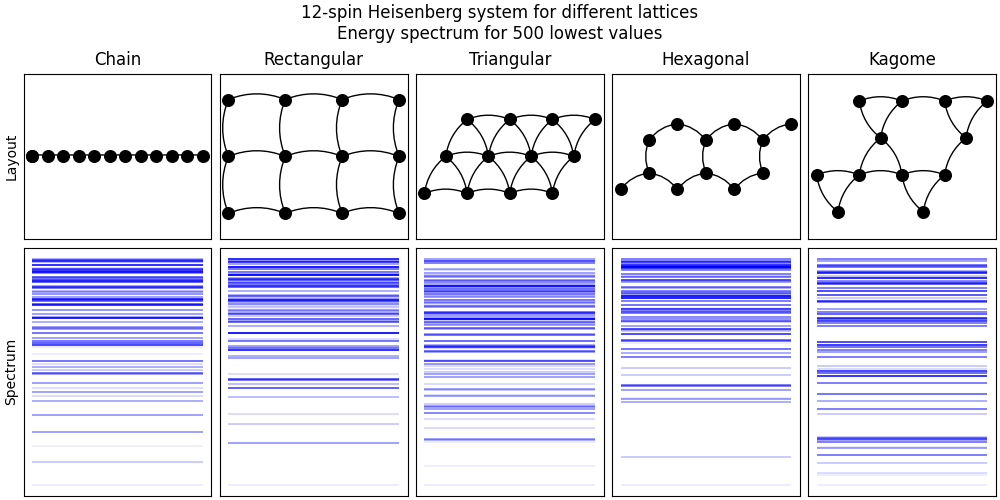 12-spin Heisenberg system for different lattices
Energy spectrum for 500 lowest values
Chain
Rectangular
Triangular
Hexagonal
Kagome
Layout
Spectrum